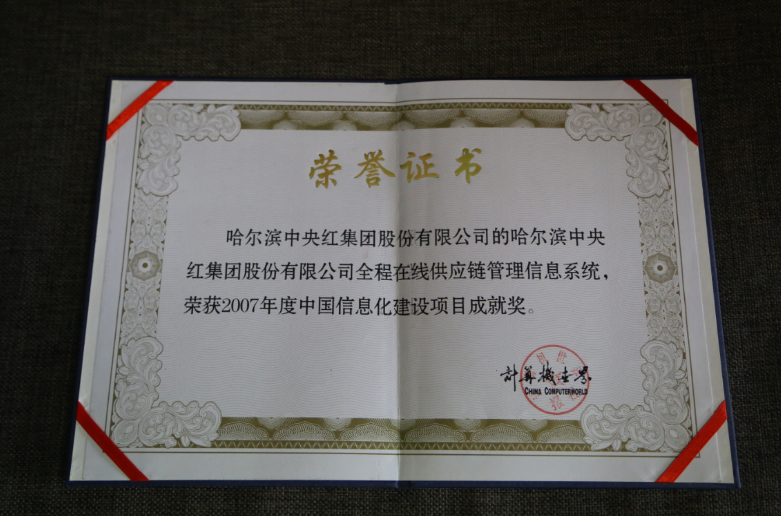 荣誉证书
哈尔滨中央红集团股份有限公司的哈尔滨中央
红集团股份有限公司全程在线供应链管理信息系统，
荣获2007年度中国信息化建设项目成就奖。
计算机世界
CHINA COMPUTERWORLD